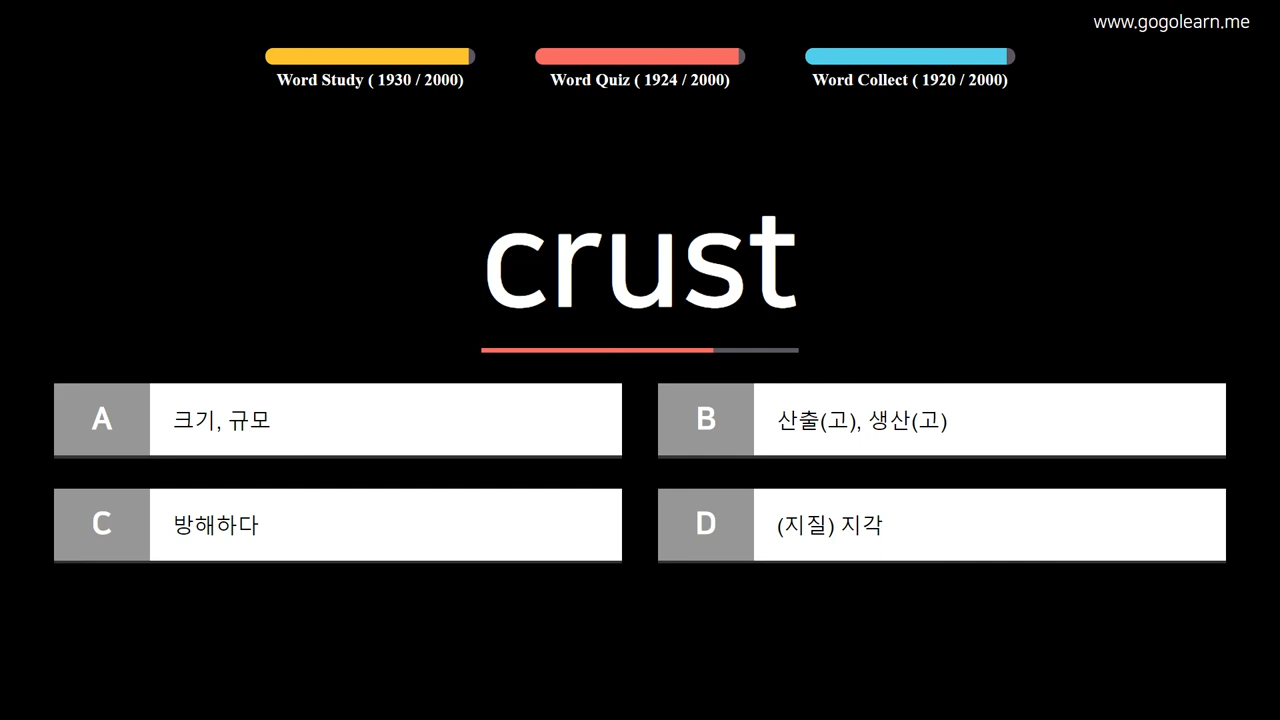 www.gogolearn.me
Word Study ( 1930 / 2000)
Word Quiz ( 1924 / 2000)
Word Collect ( 1920 / 2000)
crust
A 크기, 규모
B 산출(고), 생산(고)
C 방해하다
D (지질) 지각